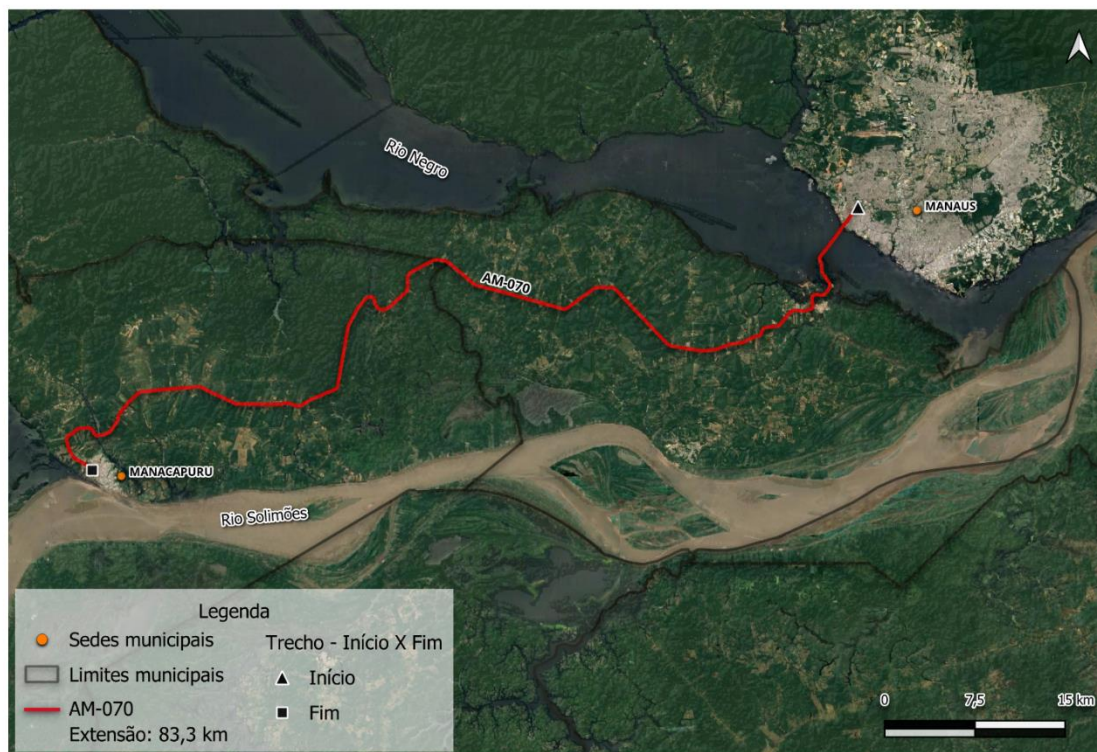 Rio Negro
MANAUS
AM-070
MANACAPURU
Rio Solimões
Legenda
Sedes municipais
Limites municipais
AM-070
Extensão: 83,3 km
Trecho - Início X Fim
Início
Fim
0 7,5 15 km